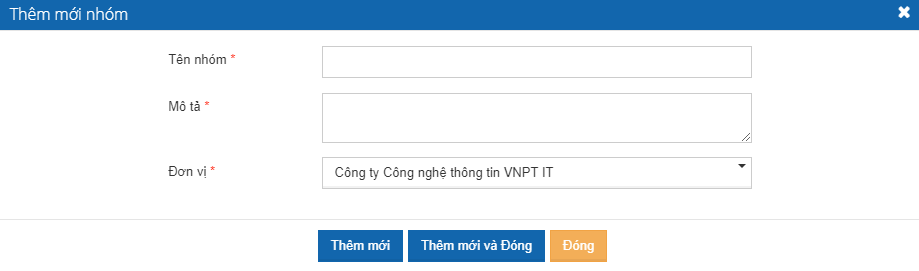 Thêm mới nhóm
Tên nhóm *
Mô tả *
Đơn vị *
Công ty Công nghệ thông tin VNPT IT
Thêm mới
Thêm mới và Đóng
Đóng